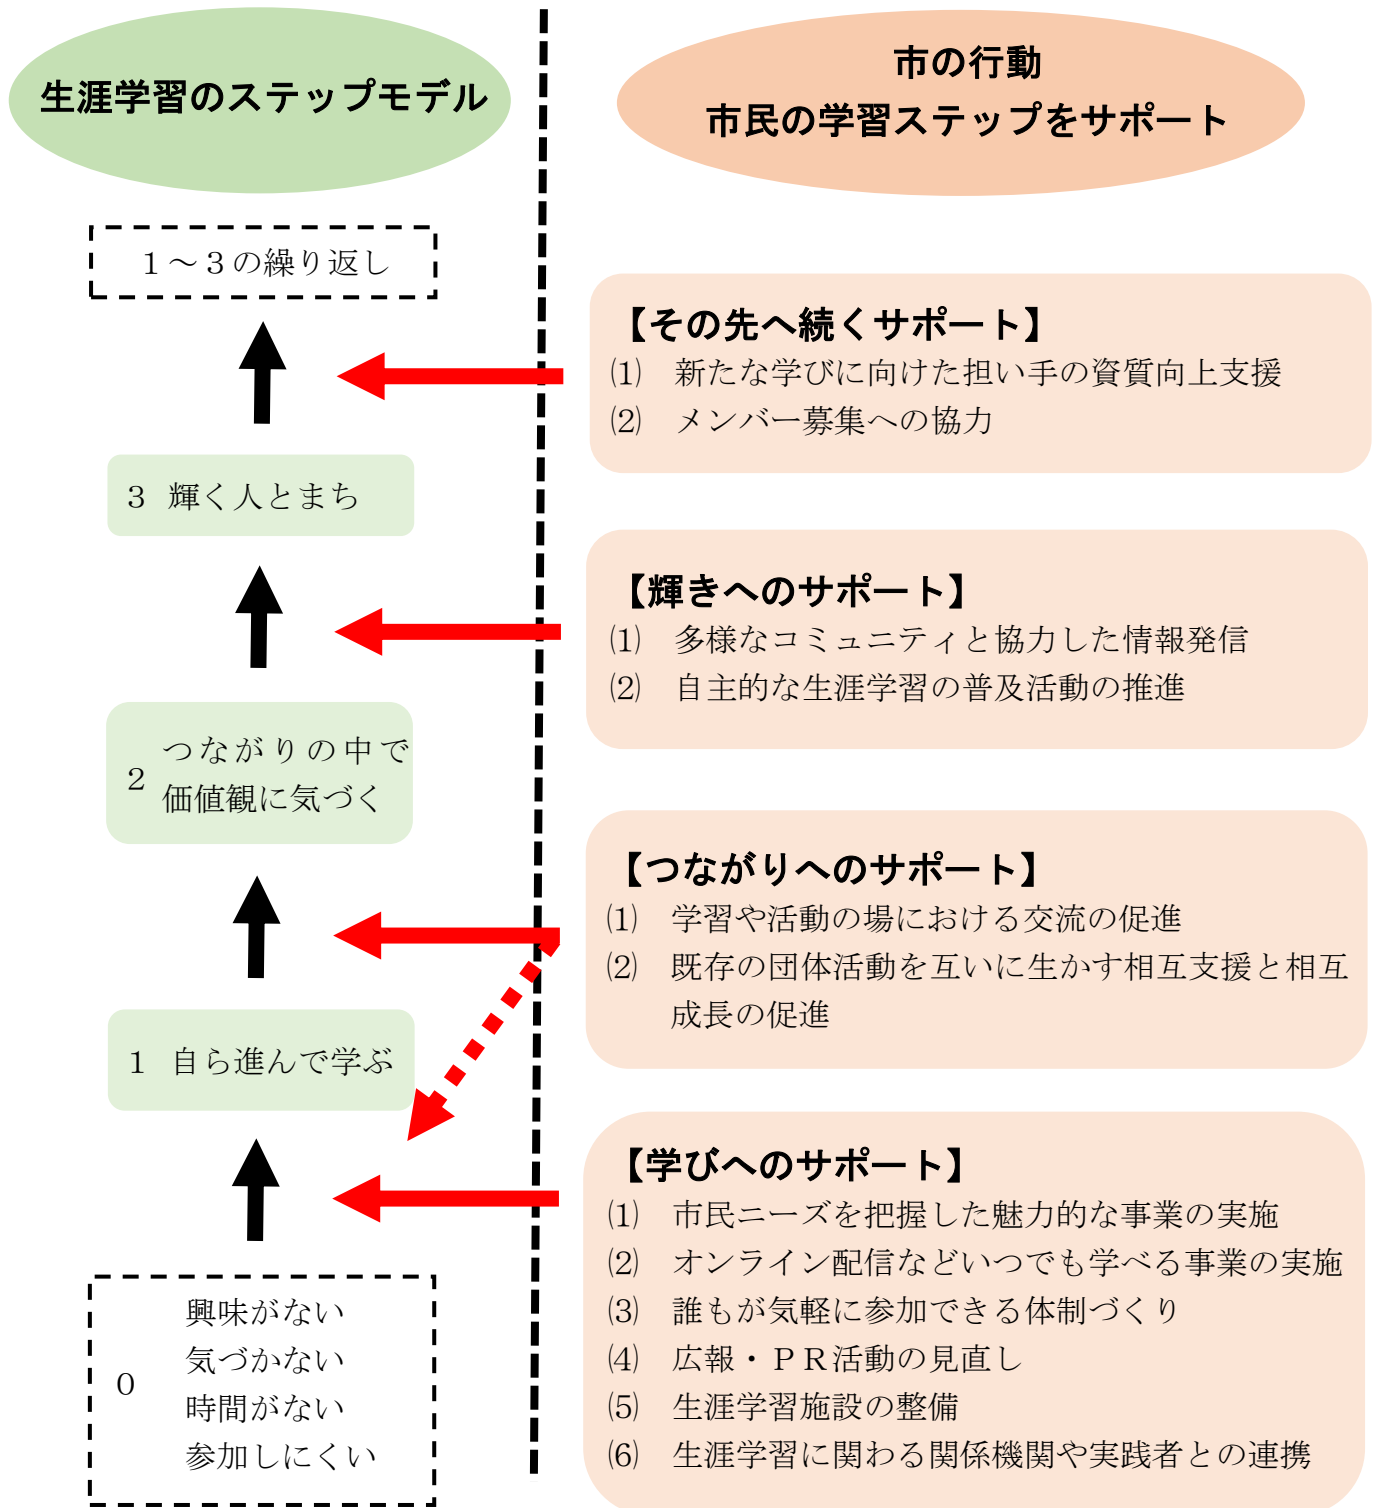 生涯学習のステップモデル
１～３の繰り返し
３ 輝く人とまち
２ つながりの中で
価値観に気づく
１ 自ら進んで学ぶ
０
興味がない
気づかない
時間がない
参加しにくい
市の行動
市民の学習ステップをサポート
【その先へ続くサポート】
⑴ 新たな学びに向けた担い手の資質向上支援
⑵ メンバー募集への協力
【輝きへのサポート】
⑴ 多様なコミュニティと協力した情報発信
⑵ 自主的な生涯学習の普及活動の推進
【つながりへのサポート】
⑴ 学習や活動の場における交流の促進
⑵ 既存の団体活動を互いに生かす相互支援と相互
成長の促進
【学びへのサポート】
⑴ 市民ニーズを把握した魅力的な事業の実施
⑵ オンライン配信などいつでも学べる事業の実施
⑶ 誰もが気軽に参加できる体制づくり
⑷ 広報・ＰＲ活動の見直し
⑸ 生涯学習施設の整備
⑹ 生涯学習に関わる関係機関や実践者との連携